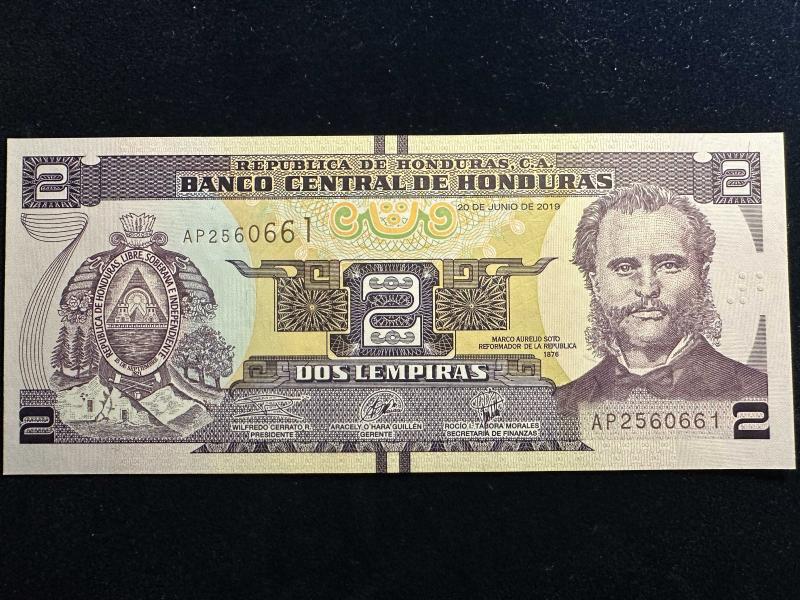 2
2
REPUBLICA DE HONDURAS, C.A.
BANCO CENTRAL DE HONDURAS
20 DE JUNIO DE 2019
AP2560661
REPUBLICA DE HONDURAS, LIBRE, SOBERANA E INDEPENDIENTE
2
MARCO AURELIO SOTO
REFORMADOR DE LA REPUBLICA
1876
DOS LEMPIRAS
WILFREDO CERRATO R.
PRESIDENTE
ARACELY O'HARA GUILLÉN
GERENTE
ROCIO I. TÁBORA MORALES
SECRETARIA DE FINANZAS
AP2560661
2
2